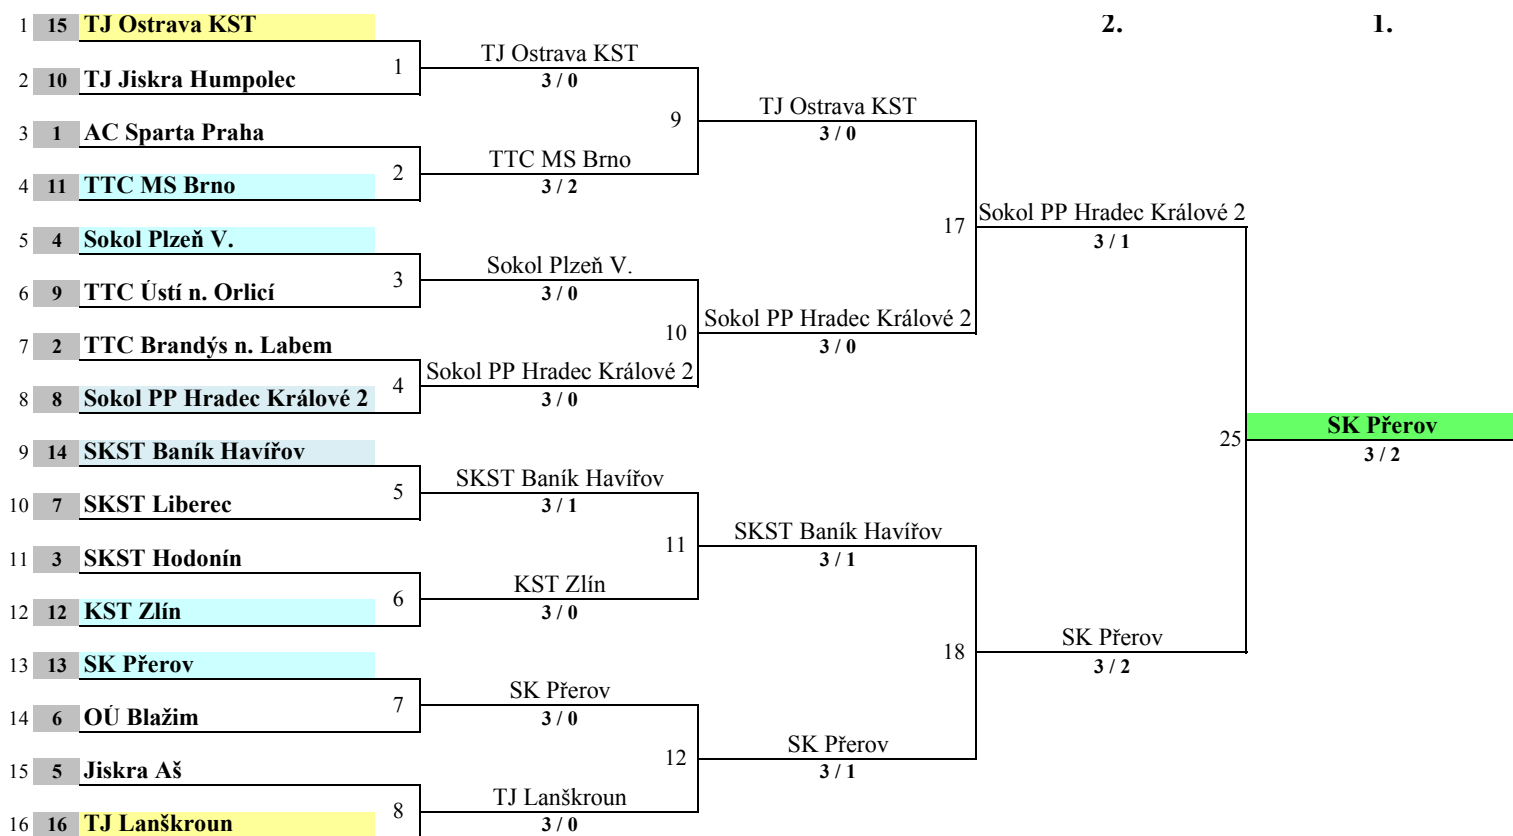 1 15 TJ Ostrava KST 2. 1.
TJ Ostrava KST
1
3 / 0
2 10 TJ Jiskra Humpolec
TJ Ostrava KST
9
3 / 0
3 1 AC Sparta Praha
TTC MS Brno
2
3 / 2
4 11 TTC MS Brno
Sokol PP Hradec Králové 2
17
3 / 1
5 4 Sokol Plzeň V.
Sokol Plzeň V.
3
3 / 0
6 9 TTC Ústí n. Orlicí
Sokol PP Hradec Králové 2
10
3 / 0
7 2 TTC Brandýs n. Labem
Sokol PP Hradec Králové 2
4
3 / 0
8 8 Sokol PP Hradec Králové 2
SK Přerov
25
3 / 2
9 14 SKST Baník Havířov
SKST Baník Havířov
5
3 / 1
10 7 SKST Liberec
SKST Baník Havířov
11
3 / 1
11 3 SKST Hodonín
KST Zlín
6
3 / 0
12 12 KST Zlín
SK Přerov
18
3 / 2
13 13 SK Přerov
SK Přerov
7
3 / 0
14 6 OÚ Blažim
SK Přerov
12
3 / 1
15 5 Jiskra Aš
TJ Lanškroun
8
3 / 0
16 16 TJ Lanškroun